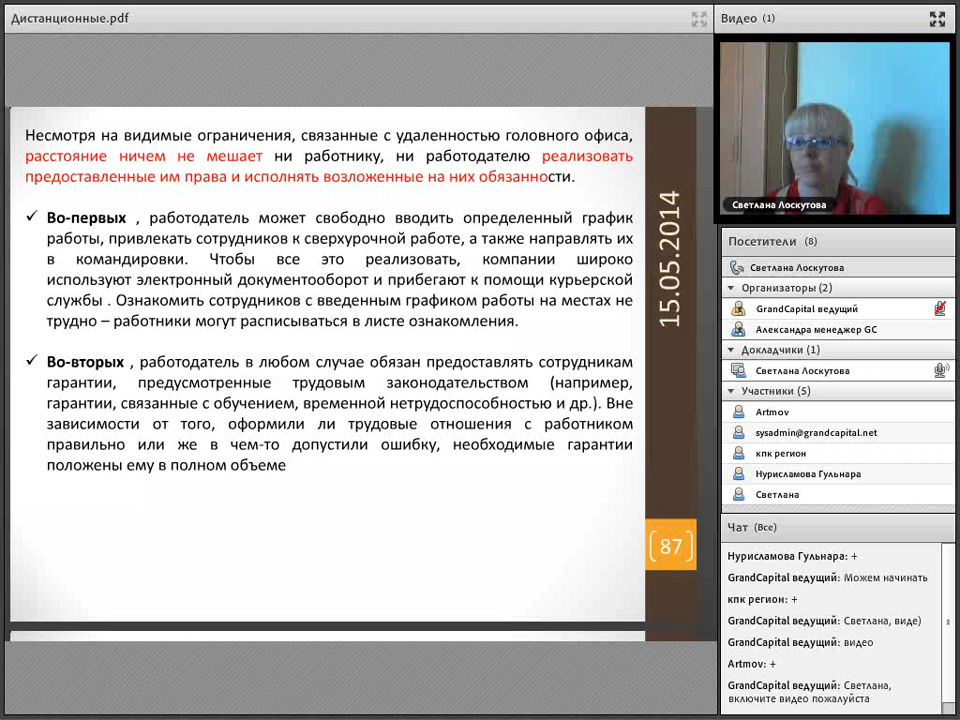 Дистанционные.pdf
Несмотря на видимые ограничения, связанные с удаленностью головного офиса,
расстояние ничем не мешает ни работнику, ни работодателю реализовать
предоставленные им права и исполнять возложенные на них обязанности.
✓ Во-первых , работодатель может свободно вводить определенный график
работы, привлекать сотрудников к сверхурочной работе, а также направлять их
в командировки. Чтобы все это реализовать, компании широко
используют электронный документооборот и прибегают к помощи курьерской
службы . Ознакомить сотрудников с введенным графиком работы на местах не
трудно – работники могут расписываться в листе ознакомления.
✓ Во-вторых , работодатель в любом случае обязан предоставлять сотрудникам
гарантии, предусмотренные трудовым законодательством (например,
гарантии, связанные с обучением, временной нетрудоспособностью и др.). Вне
зависимости от того, оформили ли трудовые отношения с работником
правильно или же в чем-то допустили ошибку, необходимые гарантии
положены ему в полном объеме
15.05.2014
87
Видео (1)
Светлана Лоскутова
Посетители (8)
Светлана Лоскутова
Организаторы (2)
GrandCapital ведущий
Александра менеджер GC
Докладчики (1)
Светлана Лоскутова
Участники (5)
Artmov
sysadmin@grandcapital.net
кпк регион
Нурисламова Гульнара
Светлана
Чат (Все)
Нурисламова Гульнара: +
GrandCapital ведущий: Можем начинать
кпк регион: +
GrandCapital ведущий: Светлана, виде)
GrandCapital ведущий: видео
Artmov: +
GrandCapital ведущий: Светлана,
включите видео пожалуйста